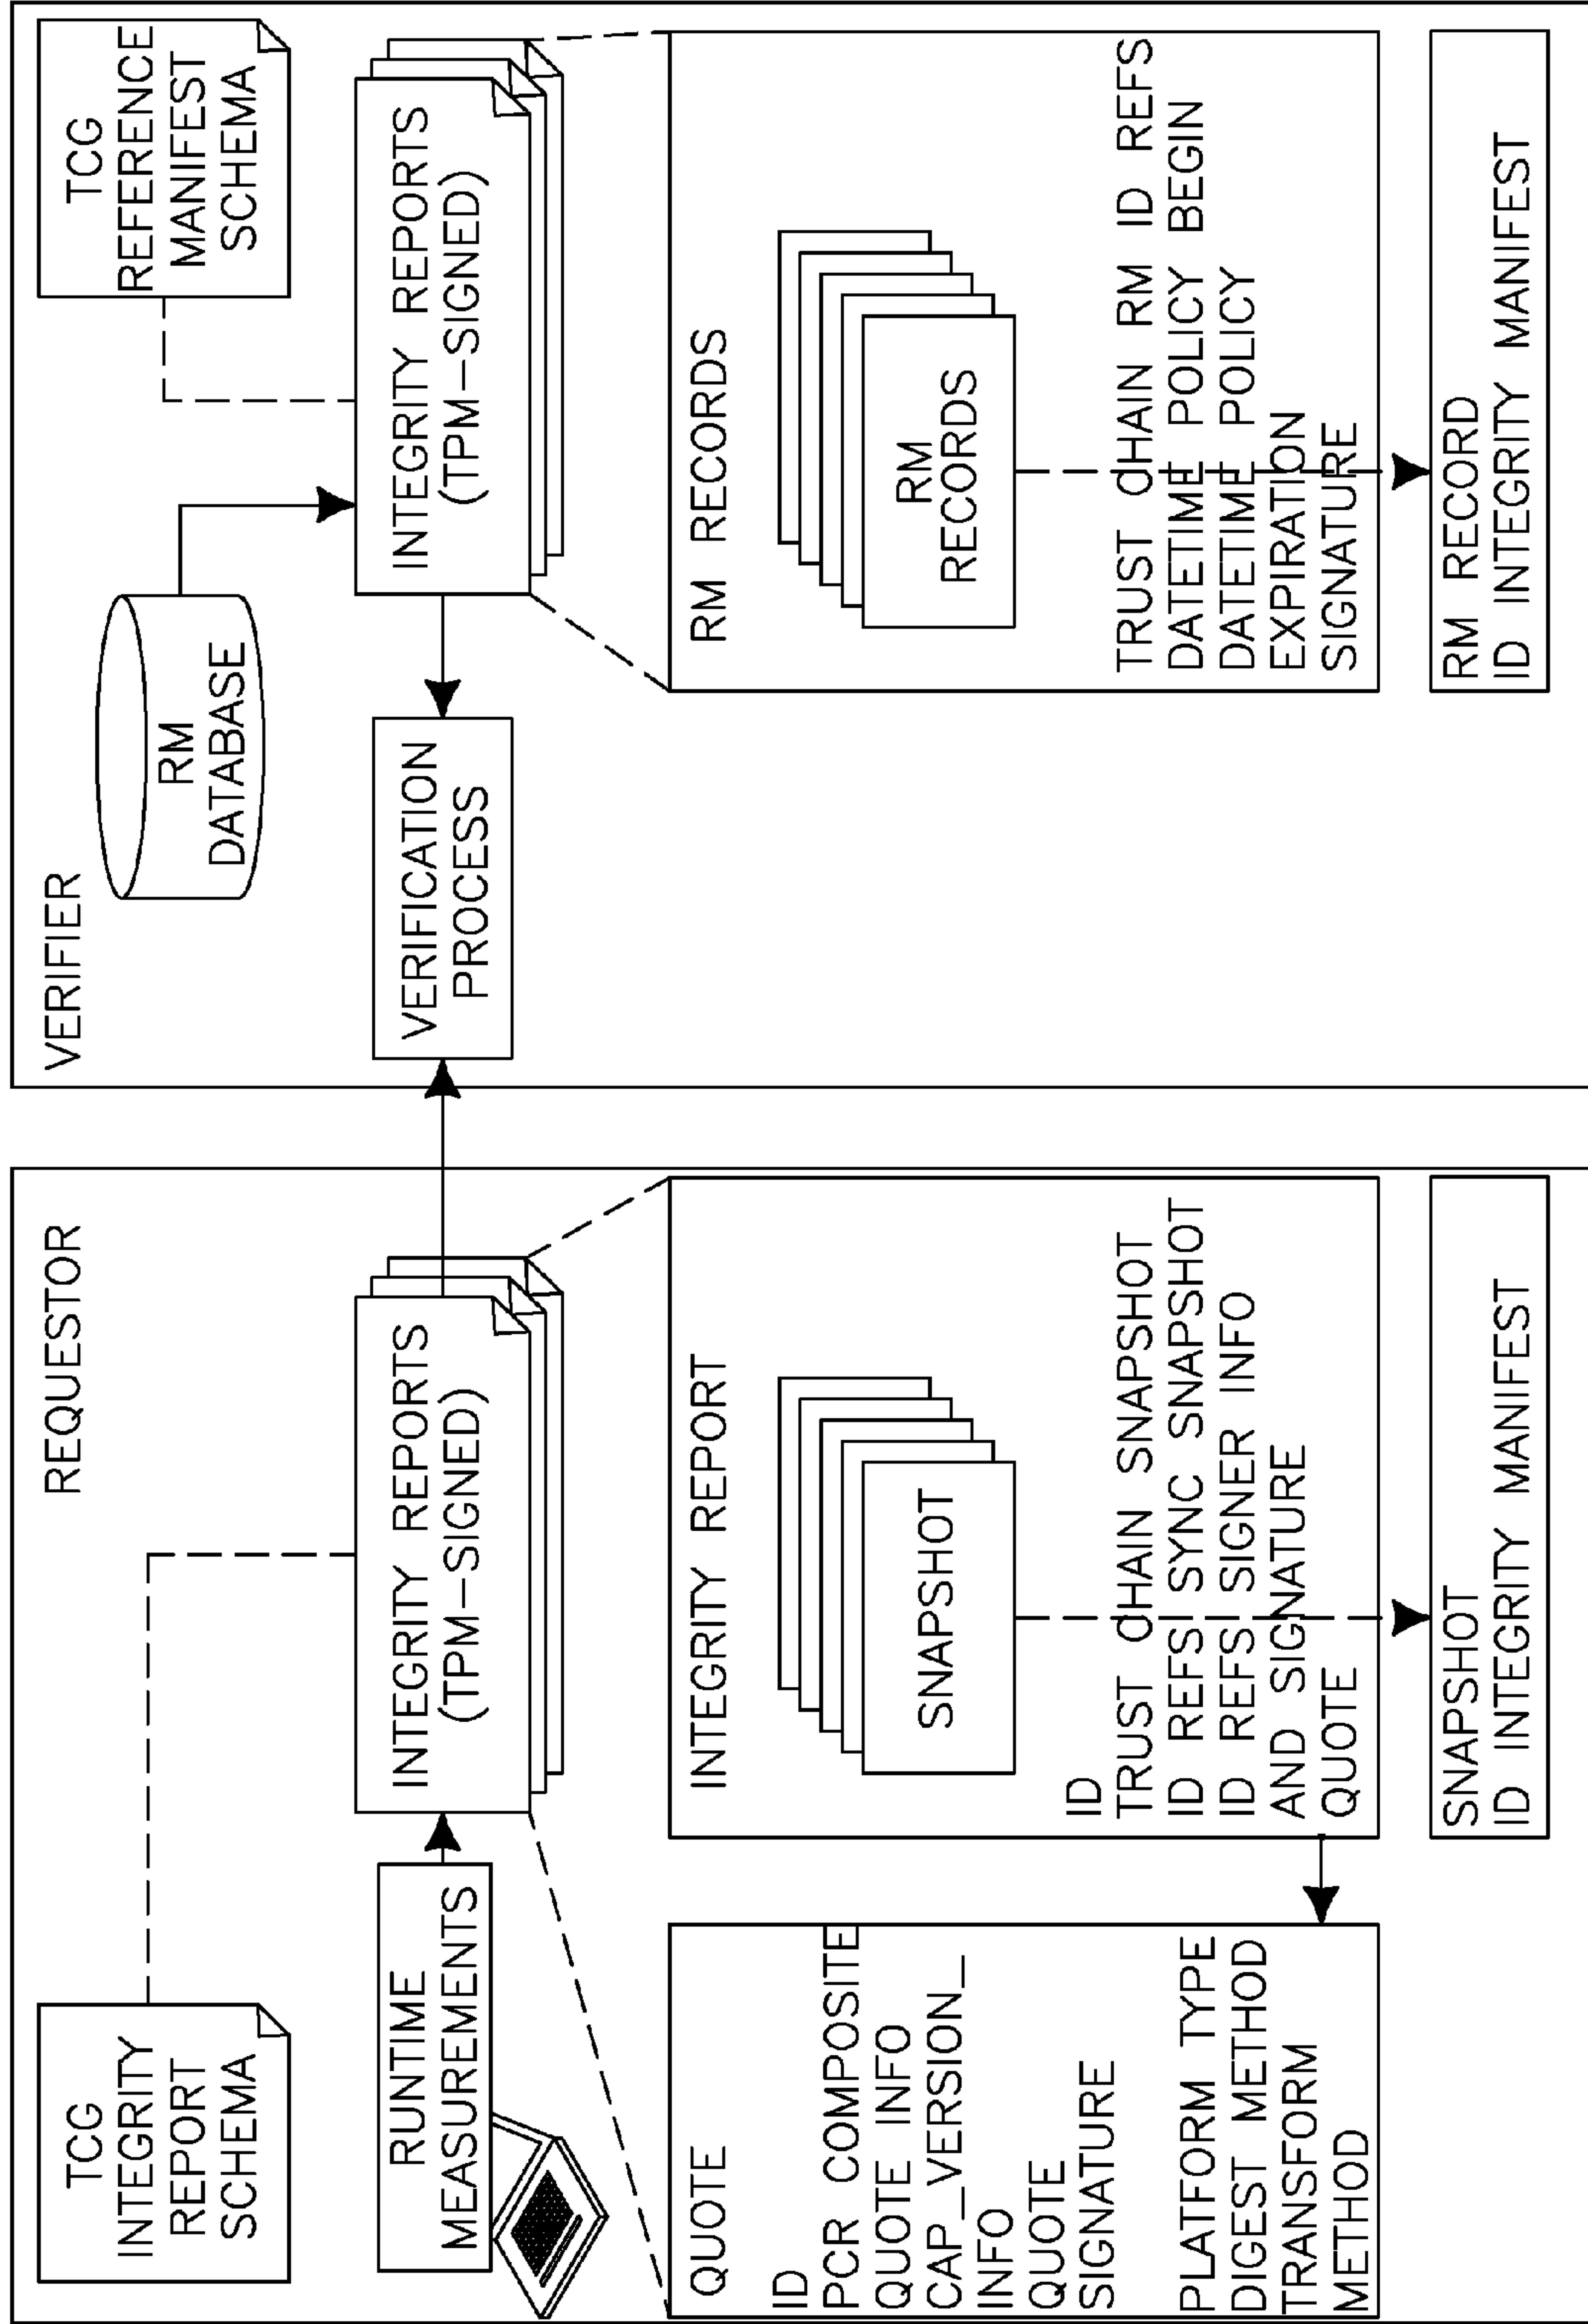 REQUESTOR
TCG
INTEGRITY
REPORT
SCHEMA
RUNTIME
MEASUREMENTS
INTEGRITY REPORTS
(TPM-SIGNED)
QUOTE
ID
PCR COMPOSITE
QUOTE INFO
CAP_VERSION_
INFO
QUOTE
SIGNATURE
PLATFORM TYPE
DIGEST METHOD
TRANSFORM
METHOD
INTEGRITY REPORT
SNAPSHOT
ID
TRUST CHAIN SNAPSHOT
ID REFS SYNC SNAPSHOT
ID REFS SIGNER INFO
AND SIGNATURE
QUOTE
SNAPSHOT
ID INTEGRITY MANIFEST
VERIFIER
RM
DATABASE
TCG
REFERENCE
MANIFEST
SCHEMA
VERIFICATION
PROCESS
INTEGRITY REPORTS
(TPM-SIGNED)
RM RECORDS
RM
RECORDS
TRUST CHAIN RM ID REFS
DATETIME POLICY BEGIN
DATETIME POLICY
EXPIRATION
SIGNATURE
RM RECORD
ID INTEGRITY MANIFEST